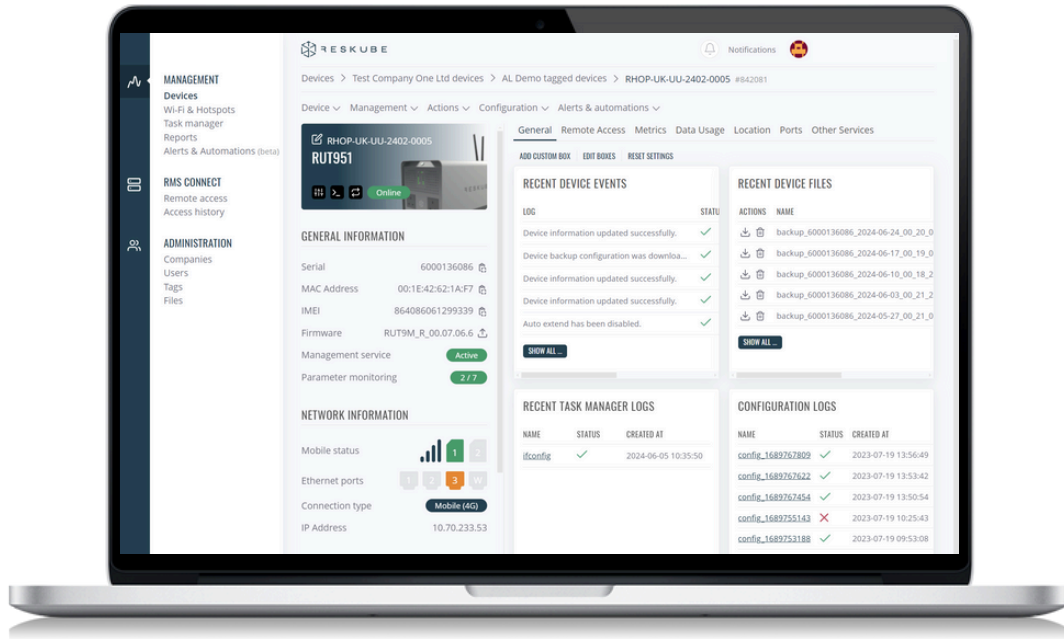 RESKUBE
Notifications
MANAGEMENT
Devices
Wi-Fi & Hotspots
Task manager
Reports
Alerts & Automations (beta)
RMS CONNECT
Remote access
Access history
ADMINISTRATION
Companies
Users
Tags
Files
Devices > Test Company One Ltd devices > AL Demo tagged devices > RHOP-UK-UU-2402-0005 #842081
Device Management Actions Configuration Alerts & automations
RHOP-UK-UU-2402-0005
RUT951
Online
GENERAL INFORMATION
Serial 6000136086
MAC Address 00:1E:42:62:1A:F7
IMEI 864086061299339
Firmware RUT9M_R_00.07.06.6
Management service Active
Parameter monitoring 2 / 7
NETWORK INFORMATION
Mobile status 1 2
Ethernet ports 1 2 3 W
Connection type Mobile (4G)
IP Address 10.70.233.53
General Remote Access Metrics Data Usage Location Ports Other Services
ADD CUSTOM BOX EDIT BOXES RESET SETTINGS
RECENT DEVICE EVENTS
LOG STATU
Device information updated successfully.
Device backup configuration was downloa...
Device information updated successfully.
Device information updated successfully.
Auto extend has been disabled.
SHOW ALL ...
RECENT DEVICE FILES
ACTIONS NAME
backup_6000136086_2024-06-24_00_20_0
backup_6000136086_2024-06-17_00_19_0
backup_6000136086_2024-06-10_00_18_2
backup_6000136086_2024-06-03_00_21_2
backup_6000136086_2024-05-27_00_21_0
SHOW ALL ...
RECENT TASK MANAGER LOGS
NAME STATUS CREATED AT
ifconfig 2024-06-05 10:35:50
CONFIGURATION LOGS
NAME STATUS CREATED AT
config_1689767809 2023-07-19 13:56:49
config_1689767622 2023-07-19 13:53:42
config_1689767454 2023-07-19 13:50:54
config_1689755143 2023-07-19 10:25:43
config_1689753188 2023-07-19 09:53:08